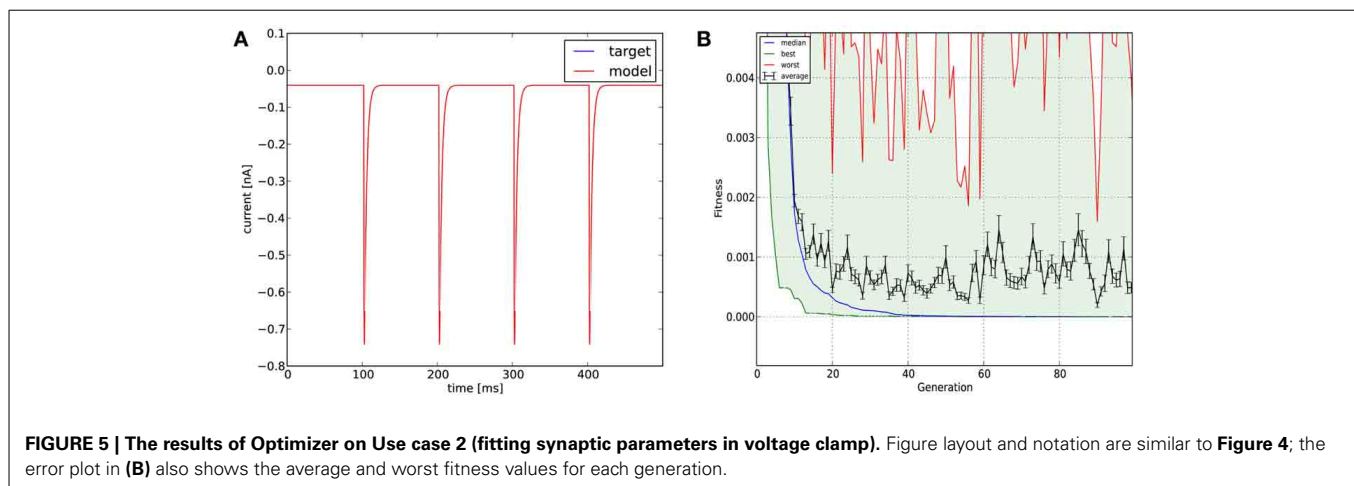 A
0.1
0.0
−0.1
−0.2
−0.3
−0.4
−0.5
−0.6
−0.7
−0.8
current [nA]
target
model
0
100
200
300
400
time [ms]
B
median
best
worst
average
0.004
0.003
0.002
0.001
0.000
Fitness
0
20
40
60
80
Generation
FIGURE 5 | The results of Optimizer on Use case 2 (fitting synaptic parameters in voltage clamp). Figure layout and notation are similar to Figure 4; the
error plot in (B) also shows the average and worst fitness values for each generation.